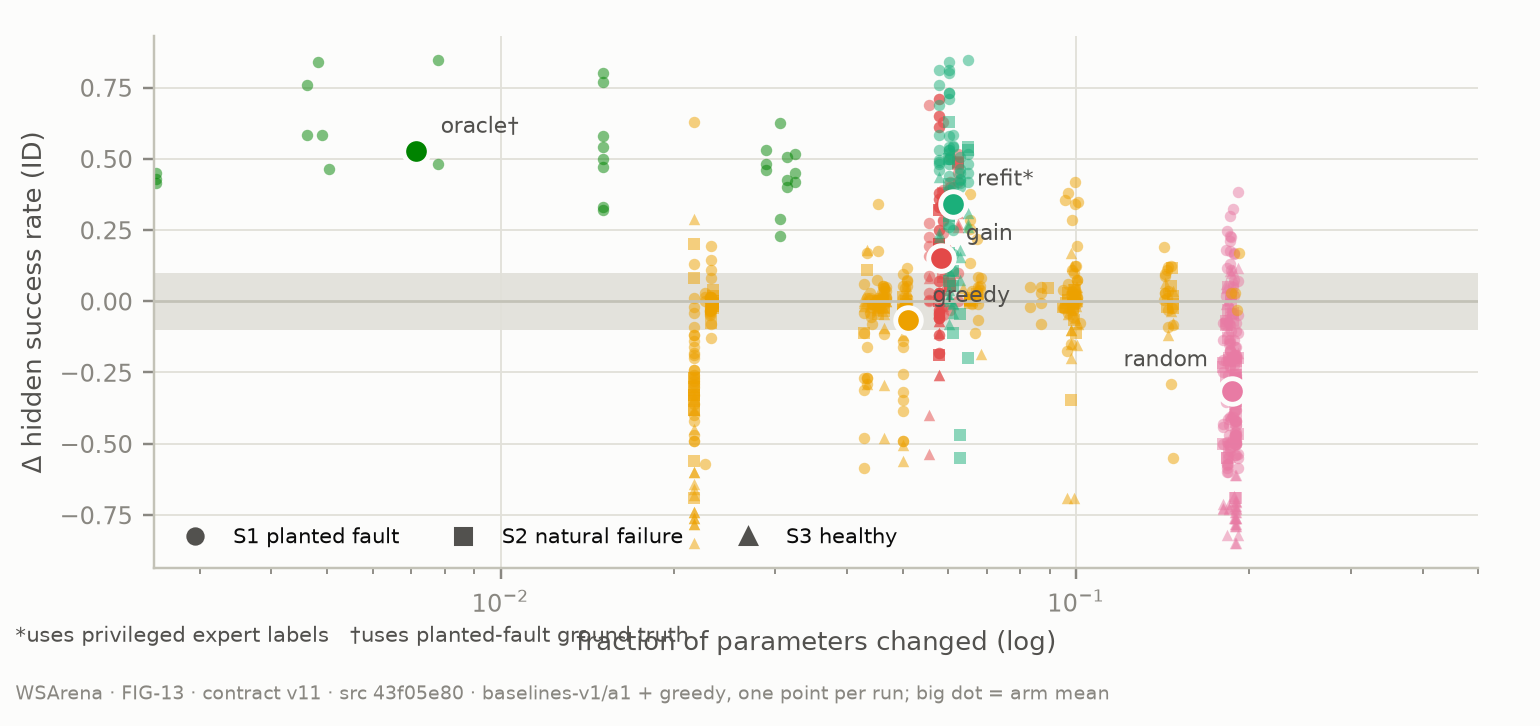 Δ hidden success rate (ID)
0.75
0.50
0.25
0.00
−0.25
−0.50
−0.75
oracle†
refit*
gain
greedy
random
S1 planted fault
S2 natural failure
S3 healthy
10⁻²
10⁻¹
*uses privileged expert labels †uses planted-fault ground truth
fraction of parameters changed (log)
WSArena · FIG-13 · contract v11 · src 43f05e80 · baselines-v1/a1 + greedy, one point per run; big dot = arm mean